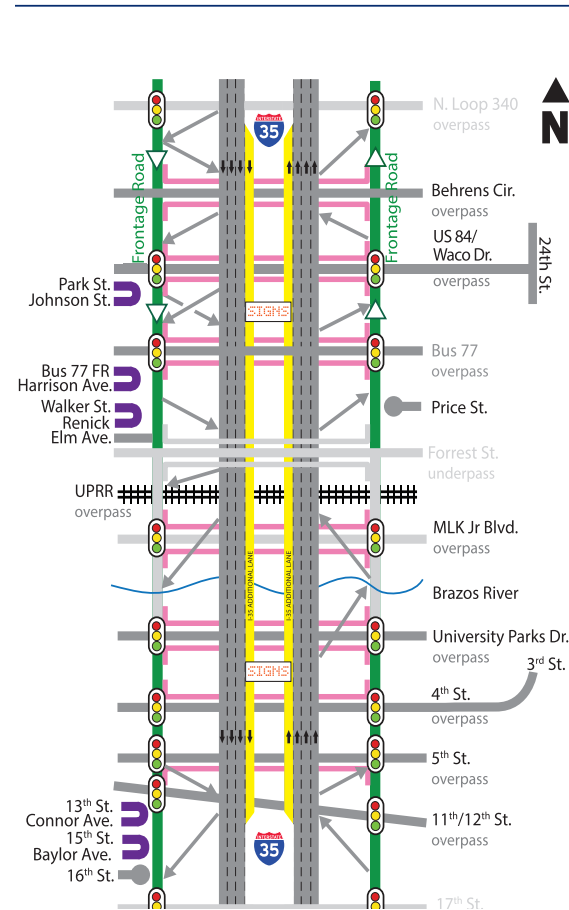 N. Loop 340
overpass
INTERSTATE
35
N
Frontage Road
Frontage Road
Behrens Cir.
overpass
US 84/
Waco Dr.
overpass
24th St.
Park St.
Johnson St.
SIGNS
Bus 77
overpass
Bus 77 FR
Harrison Ave.
Walker St.
Renick
Elm Ave.
Price St.
Forrest St.
underpass
UPRR
overpass
MLK Jr Blvd.
overpass
I-35 ADDITIONAL LANE
I-35 ADDITIONAL LANE
Brazos River
University Parks Dr.
overpass
3rd St.
SIGNS
4th St.
overpass
5th St.
overpass
13th St.
Connor Ave.
11th/12th St.
overpass
15th St.
Baylor Ave.
INTERSTATE
35
16th St.
17th St.